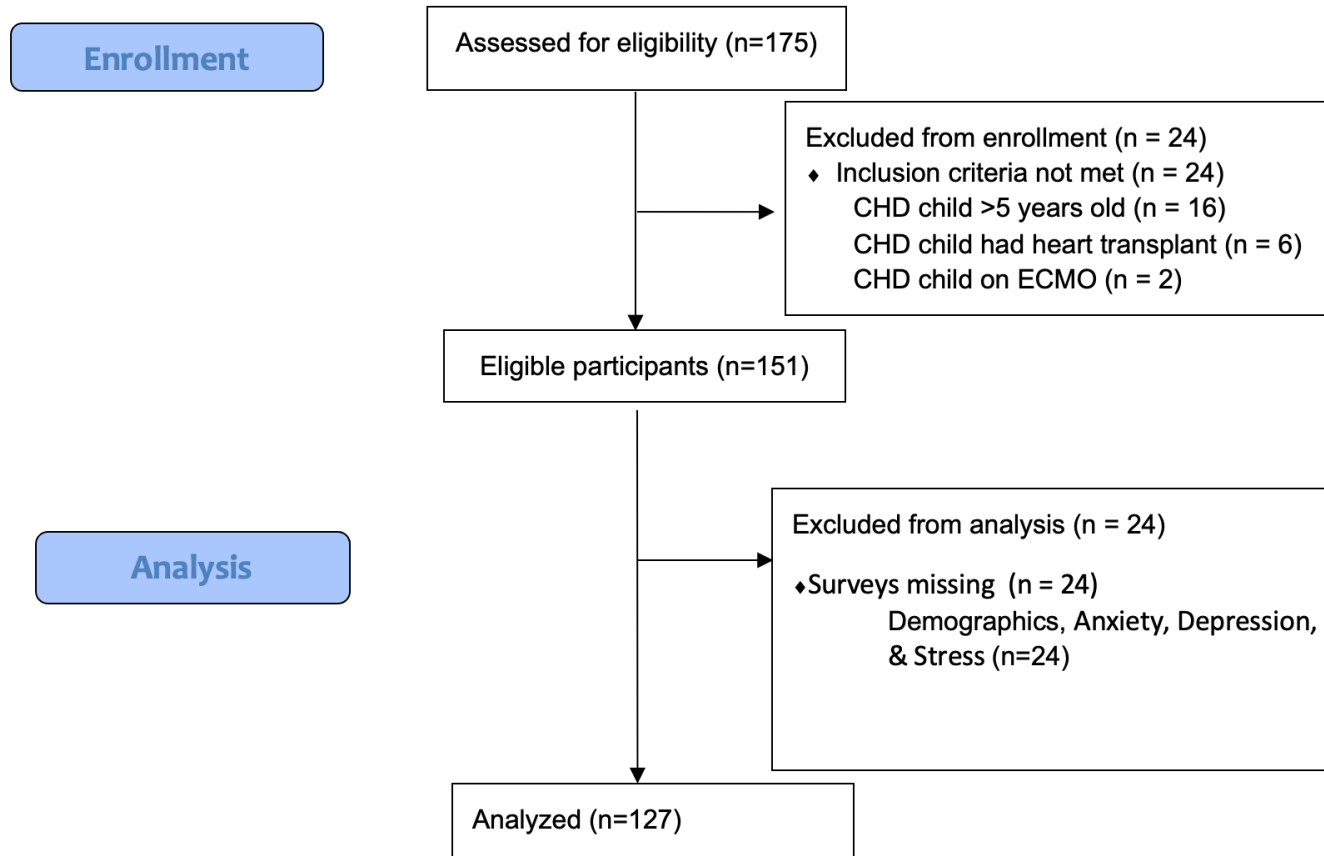 Enrollment
Assessed for eligibility (n=175)
Excluded from enrollment (n = 24)
♦ Inclusion criteria not met (n = 24)
CHD child >5 years old (n = 16)
CHD child had heart transplant (n = 6)
CHD child on ECMO (n = 2)
Eligible participants (n=151)
Analysis
Excluded from analysis (n = 24)
♦Surveys missing (n = 24)
Demographics, Anxiety, Depression,
& Stress (n=24)
Analyzed (n=127)